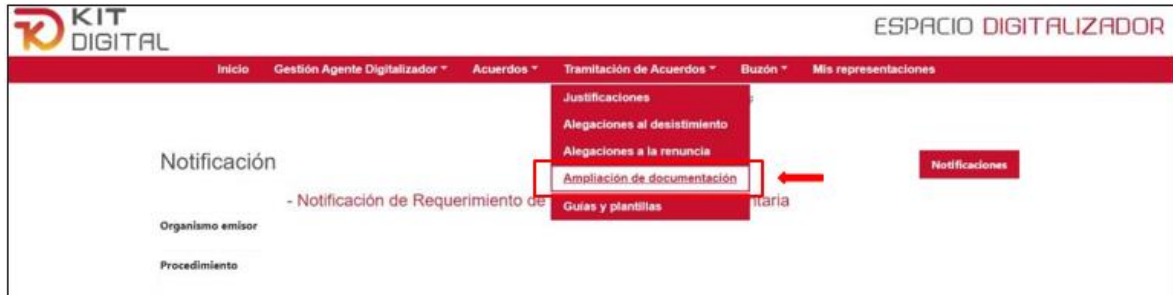 KIT
DIGITAL
ESPACIO DIGITALIZADOR
Inicio Gestión Agente Digitalizador Acuerdos Tramitación de Acuerdos Buzón Mis representaciones
Justificaciones
Alegaciones al desistimiento
Alegaciones a la renuncia
Notificación
Notificaciones
Ampliación de documentación
- Notificación de Requerimiento de
Guías y plantillas
Organismo emisor
Procedimiento